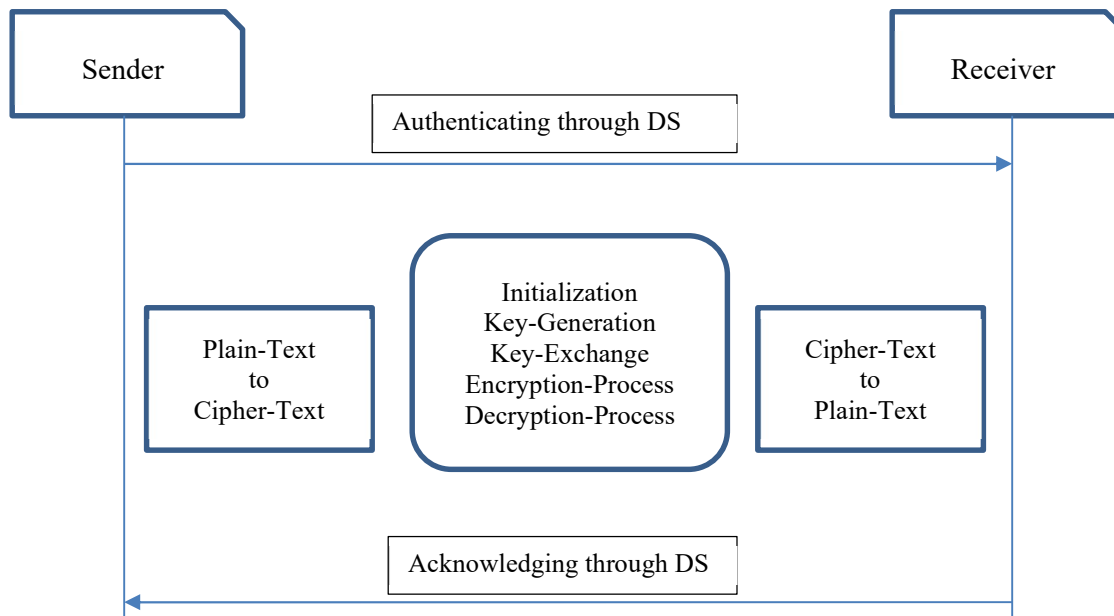 Sender
Receiver
Authenticating through DS
Initialization
Key-Generation
Key-Exchange
Encryption-Process
Decryption-Process
Plain-Text
to
Cipher-Text
Cipher-Text
to
Plain-Text
Acknowledging through DS